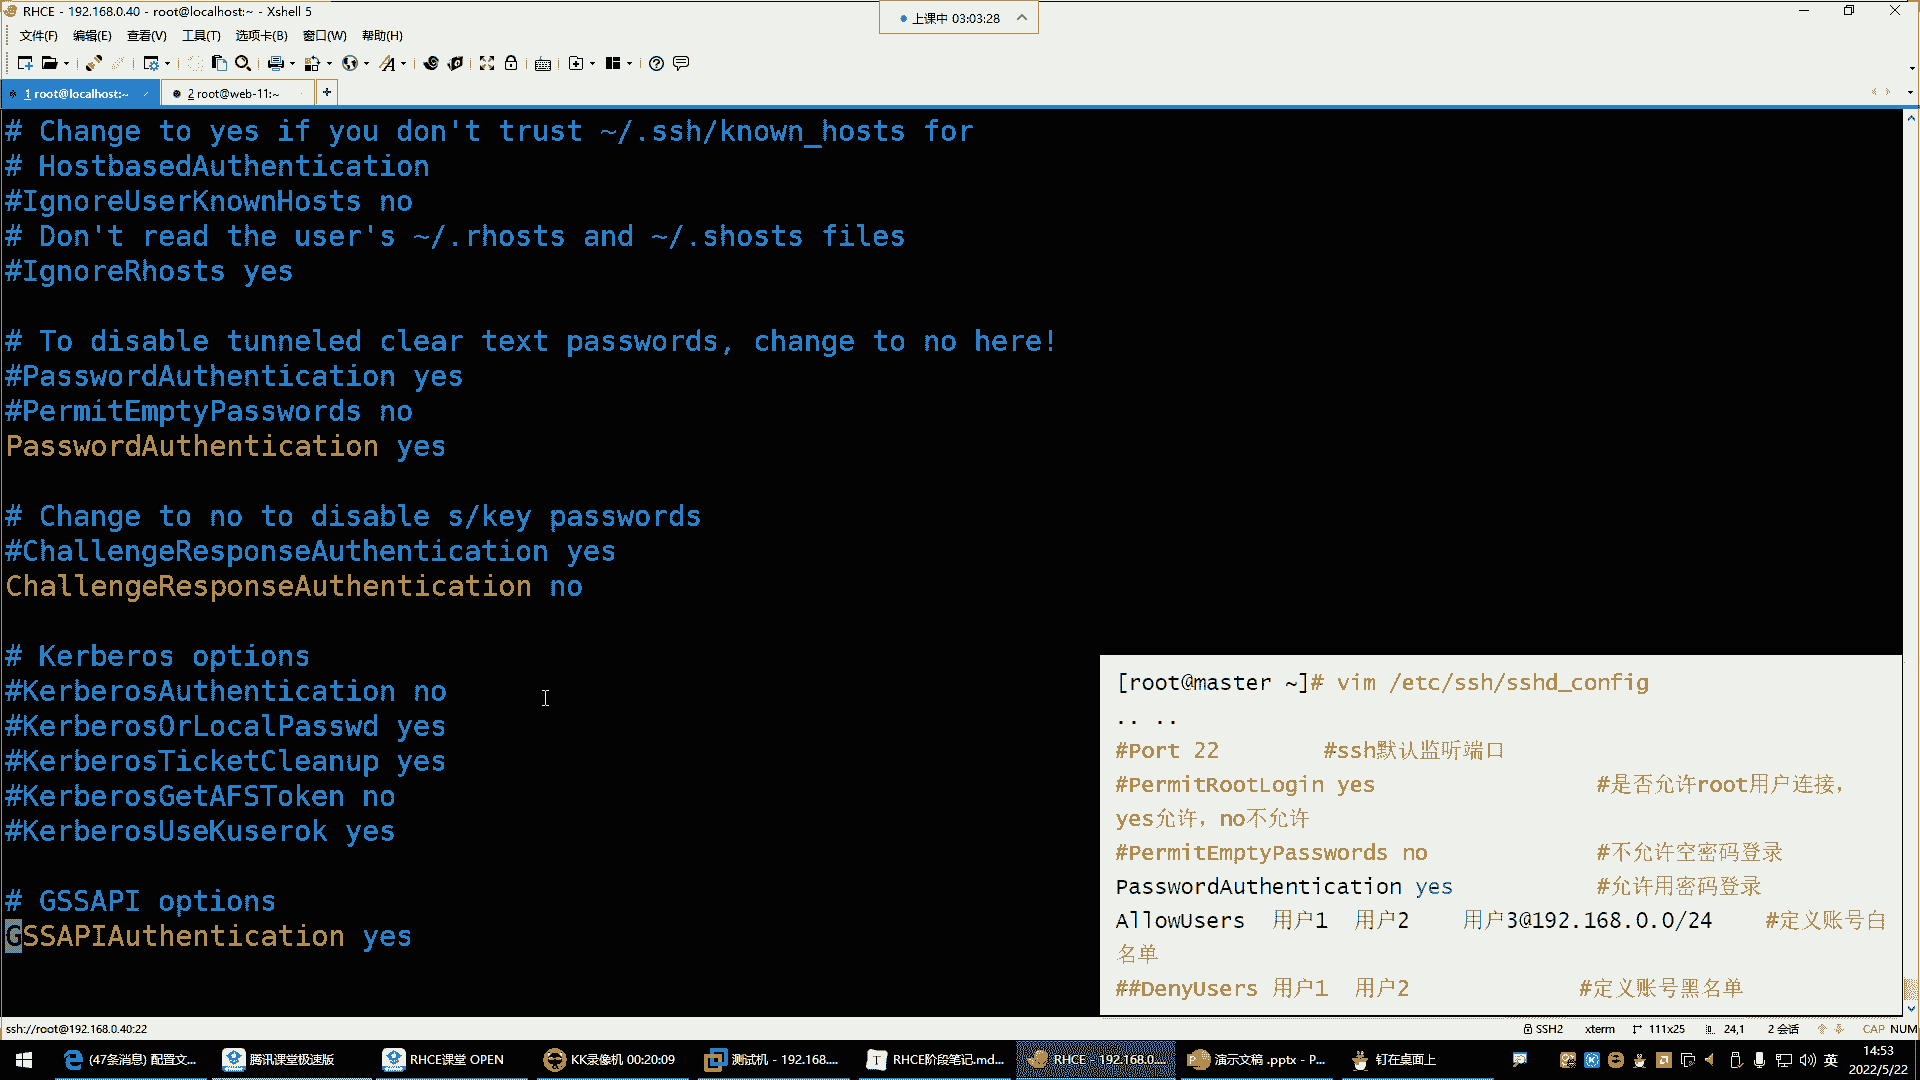 RHCE - 192.168.0.40 - root@localhost:~ - Xshell 5
上课中 03:03:28
文件(F) 编辑(E) 查看(V) 工具(T) 选项卡(B) 窗口(W) 帮助(H)
1 root@localhost:~
2 root@web-11:~
# Change to yes if you don't trust ~/.ssh/known_hosts for
# HostbasedAuthentication
#IgnoreUserKnownHosts no
# Don't read the user's ~/.rhosts and ~/.shosts files
#IgnoreRhosts yes
# To disable tunneled clear text passwords, change to no here!
#PasswordAuthentication yes
#PermitEmptyPasswords no
PasswordAuthentication yes
# Change to no to disable s/key passwords
#ChallengeResponseAuthentication yes
ChallengeResponseAuthentication no
# Kerberos options
#KerberosAuthentication no
#KerberosOrLocalPasswd yes
#KerberosTicketCleanup yes
#KerberosGetAFSToken no
#KerberosUseKuserok yes
# GSSAPI options
GSSAPIAuthentication yes
[root@master ~]# vim /etc/ssh/sshd_config
.. ..
#Port 22 #ssh默认监听端口
#PermitRootLogin yes #是否允许root用户连接，
yes允许，no不允许
#PermitEmptyPasswords no #不允许空密码登录
PasswordAuthentication yes #允许用密码登录
AllowUsers 用户1 用户2 用户3@192.168.0.0/24 #定义账号白
名单
##DenyUsers 用户1 用户2 #定义账号黑名单
ssh://root@192.168.0.40:22
SSH2 xterm 111x25 24,1 2 会话 CAP NUM
(47条消息) 配置文...
腾讯课堂极速版
RHCE课堂 OPEN
KK录像机 00:20:09
测试机 - 192.168....
RHCE阶段笔记.md...
RHCE - 192.168.0....
演示文稿 .pptx - P...
钉在桌面上
英
14:53
2022/5/22